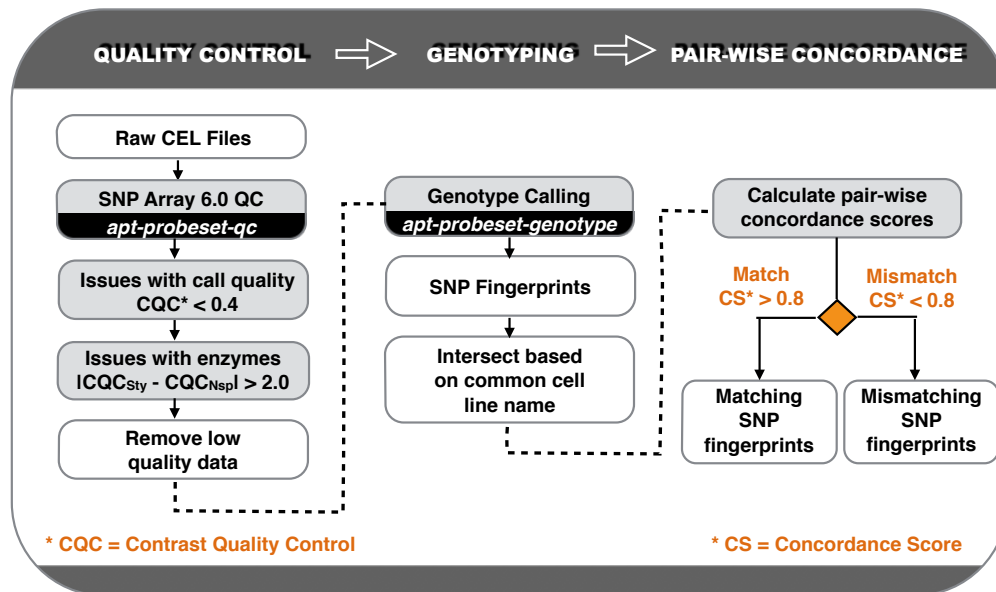 QUALITY CONTROL
GENOTYPING
PAIR-WISE CONCORDANCE
Raw CEL Files
SNP Array 6.0 QC
apt-probeset-qc
Issues with call quality
CQC* < 0.4
Issues with enzymes
|CQCSty - CQCNsp| > 2.0
Remove low
quality data
Genotype Calling
apt-probeset-genotype
SNP Fingerprints
Intersect based
on common cell
line name
Calculate pair-wise
concordance scores
Match
CS* > 0.8
Mismatch
CS* < 0.8
Matching
SNP
fingerprints
Mismatching
SNP
fingerprints
* CQC = Contrast Quality Control
* CS = Concordance Score